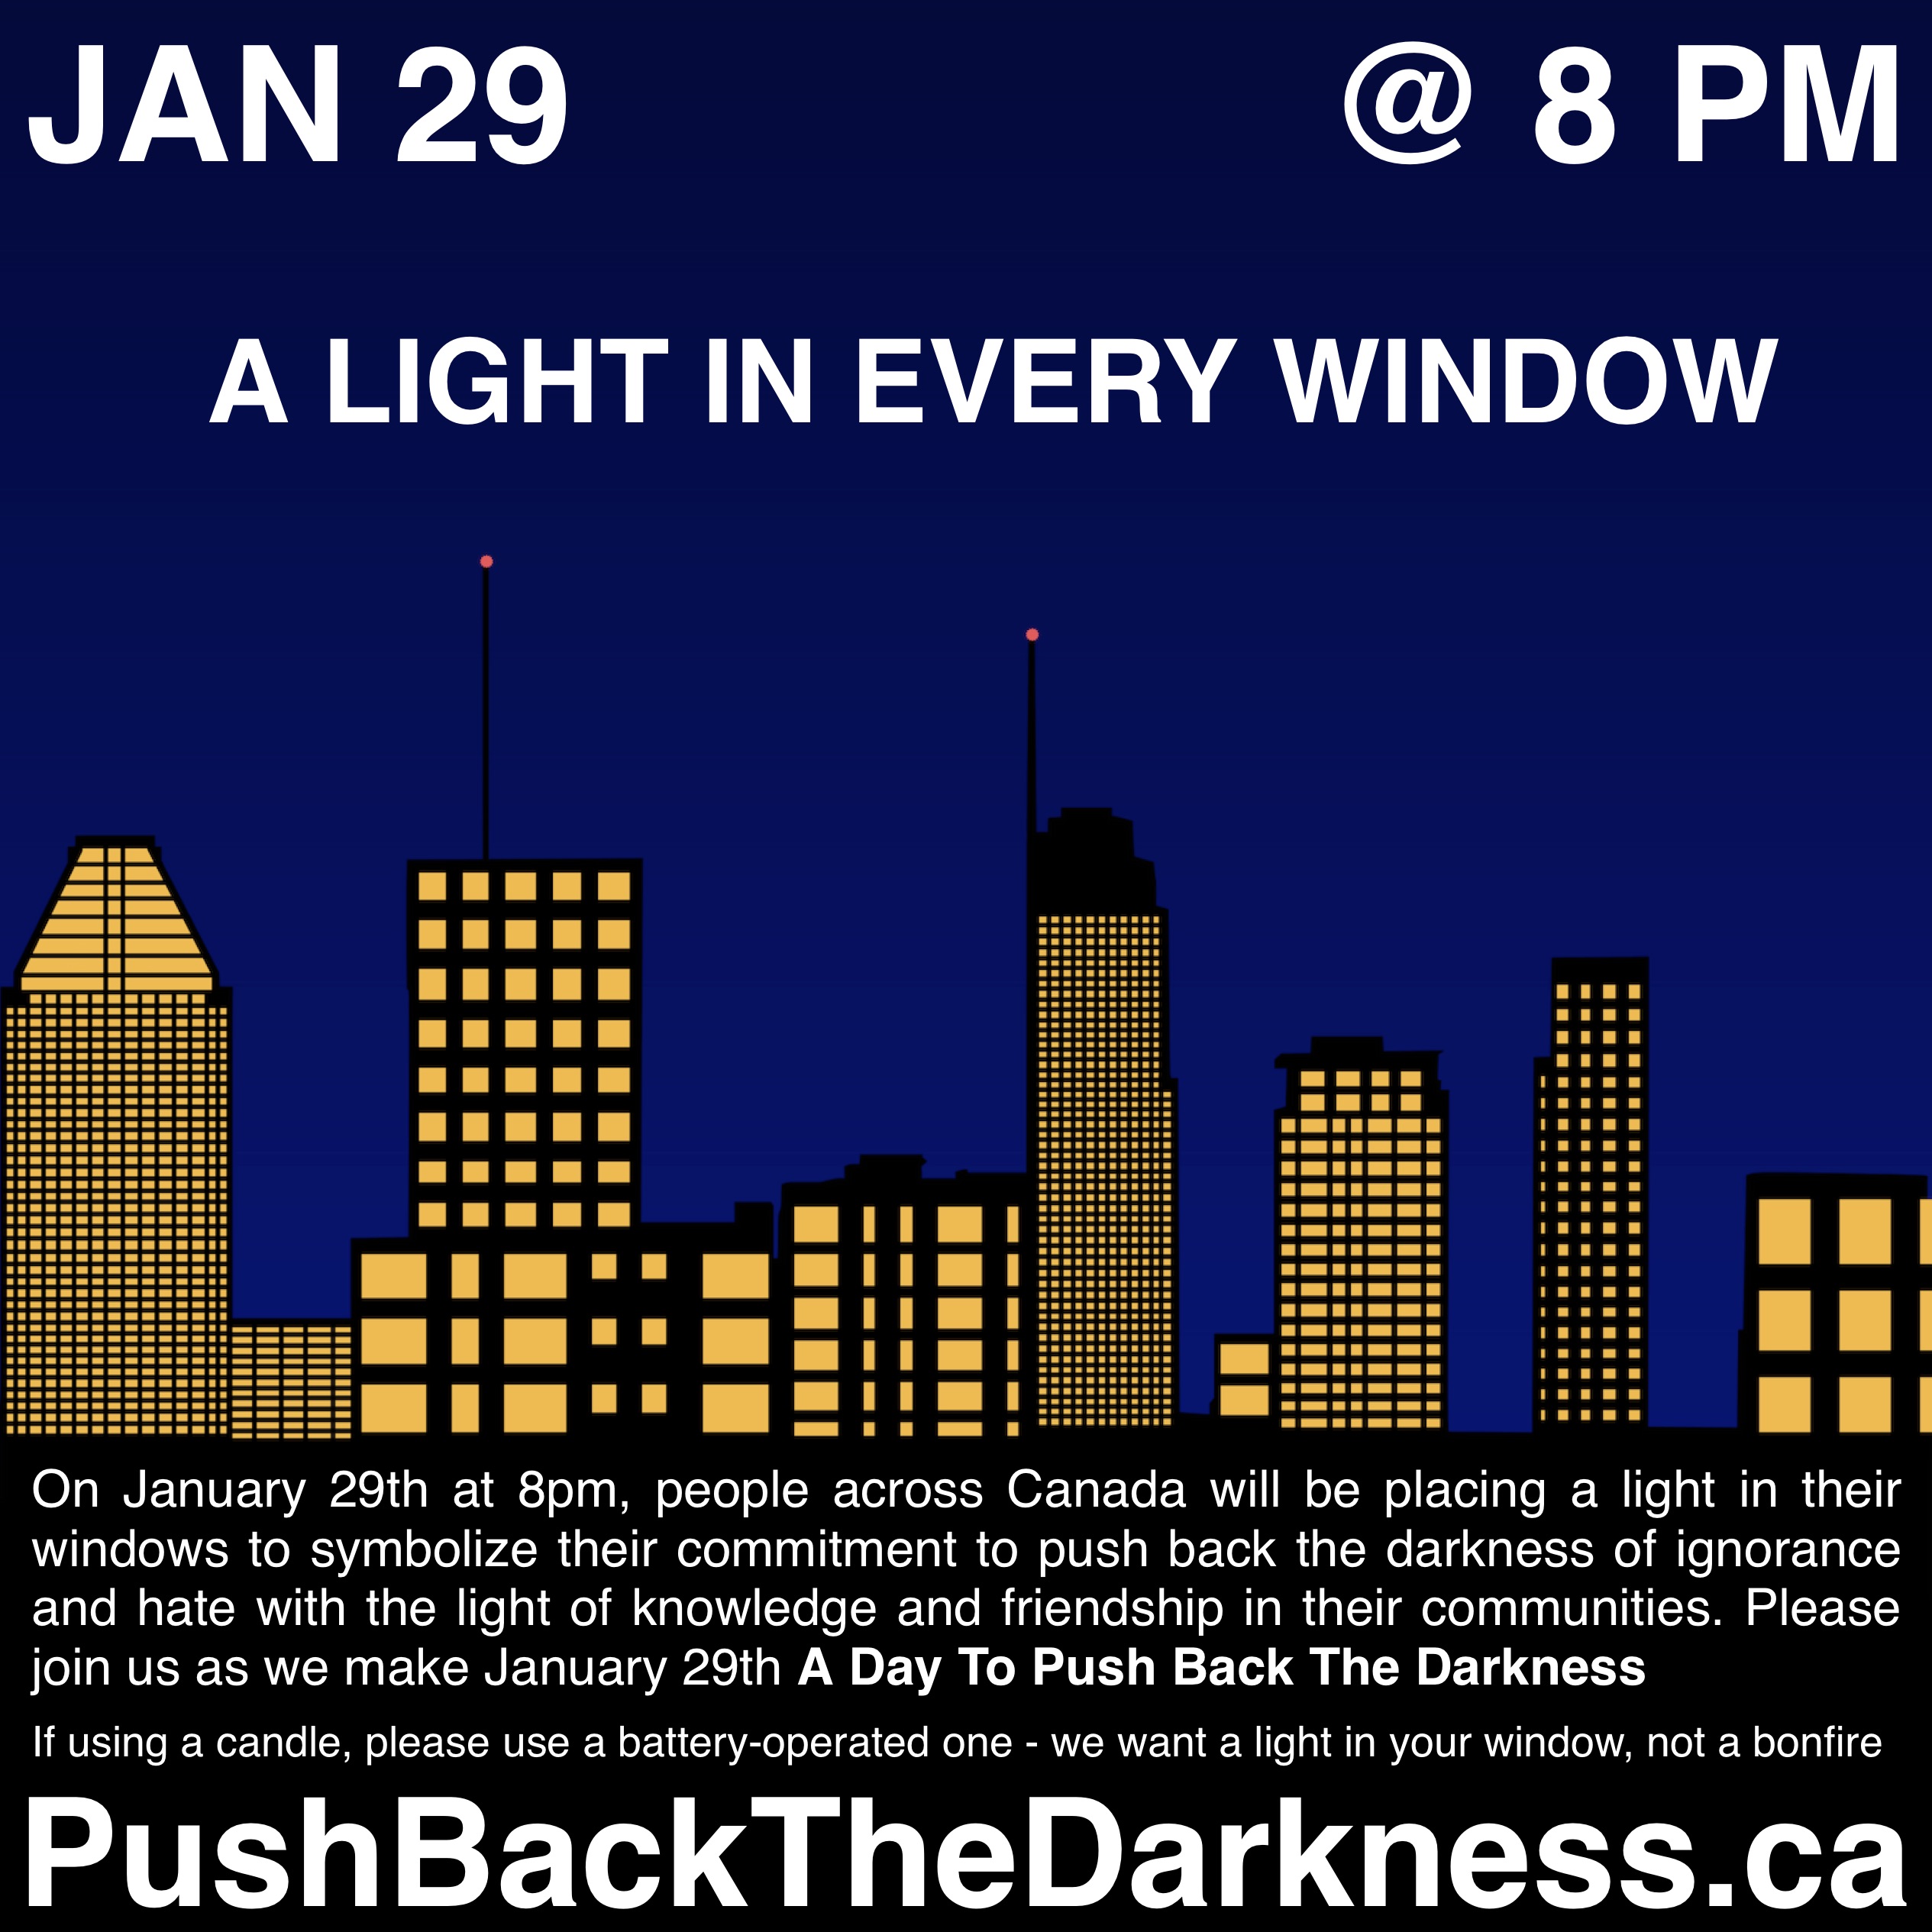 JAN 29 @ 8 PM
A LIGHT IN EVERY WINDOW
On January 29th at 8pm, people across Canada will be placing a light in their
windows to symbolize their commitment to push back the darkness of ignorance
and hate with the light of knowledge and friendship in their communities. Please
join us as we make January 29th A Day To Push Back The Darkness
If using a candle, please use a battery-operated one - we want a light in your window, not a bonfire
PushBackTheDarkness.ca